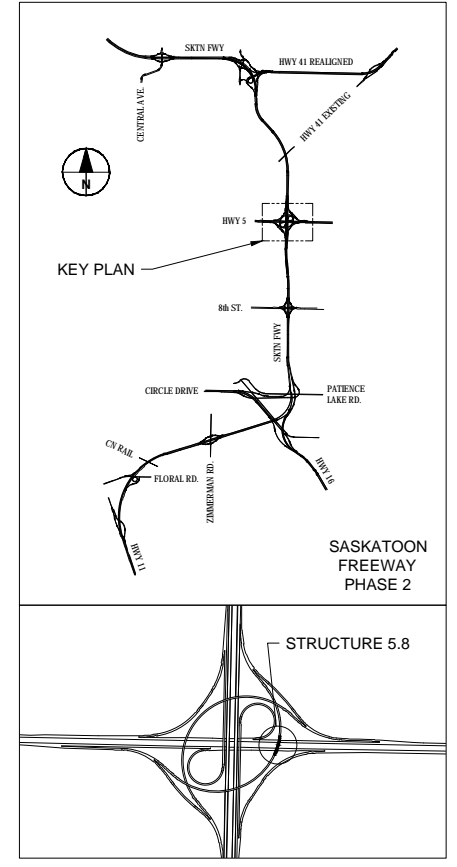 SKTN FWY
HWY 41 REALIGNED
CENTRAL AVE.
HWY 41 EXISTING
N
HWY 5
KEY PLAN
8th ST.
SKTN FWY
CIRCLE DRIVE
PATIENCE
LAKE RD.
CN RAIL
FLORAL RD.
ZIMMERMAN RD.
HWY 16
HWY 11
SASKATOON
FREEWAY
PHASE 2
STRUCTURE 5.8